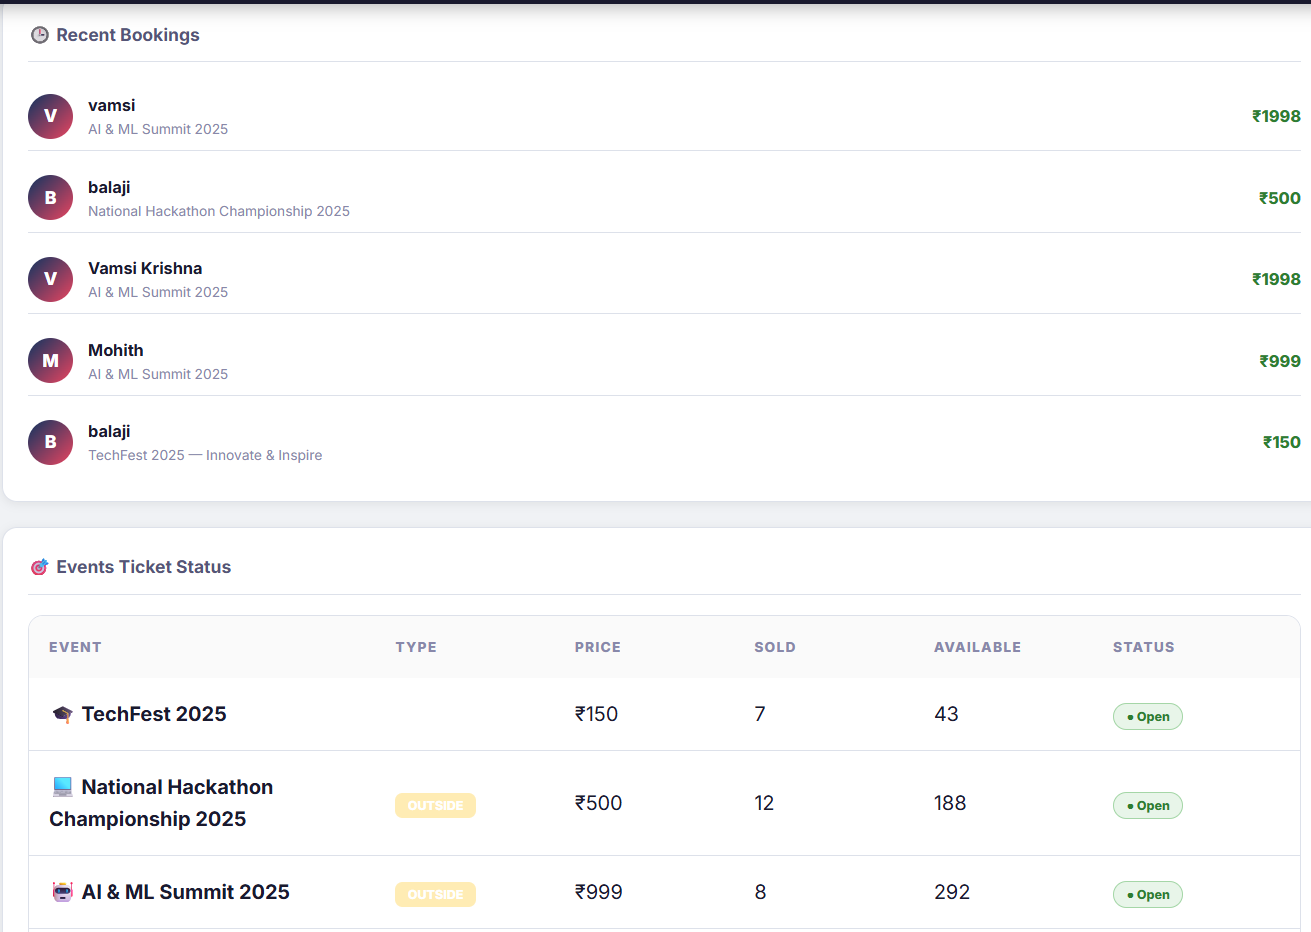 Recent Bookings
V
vamsi
AI & ML Summit 2025
₹1998
B
balaji
National Hackathon Championship 2025
₹500
V
Vamsi Krishna
AI & ML Summit 2025
₹1998
M
Mohith
AI & ML Summit 2025
₹999
B
balaji
TechFest 2025 — Innovate & Inspire
₹150
Events Ticket Status
EVENT TYPE PRICE SOLD AVAILABLE STATUS
TechFest 2025 ₹150 7 43 • Open
National Hackathon
Championship 2025 OUTSIDE ₹500 12 188 • Open
AI & ML Summit 2025 OUTSIDE ₹999 8 292 • Open